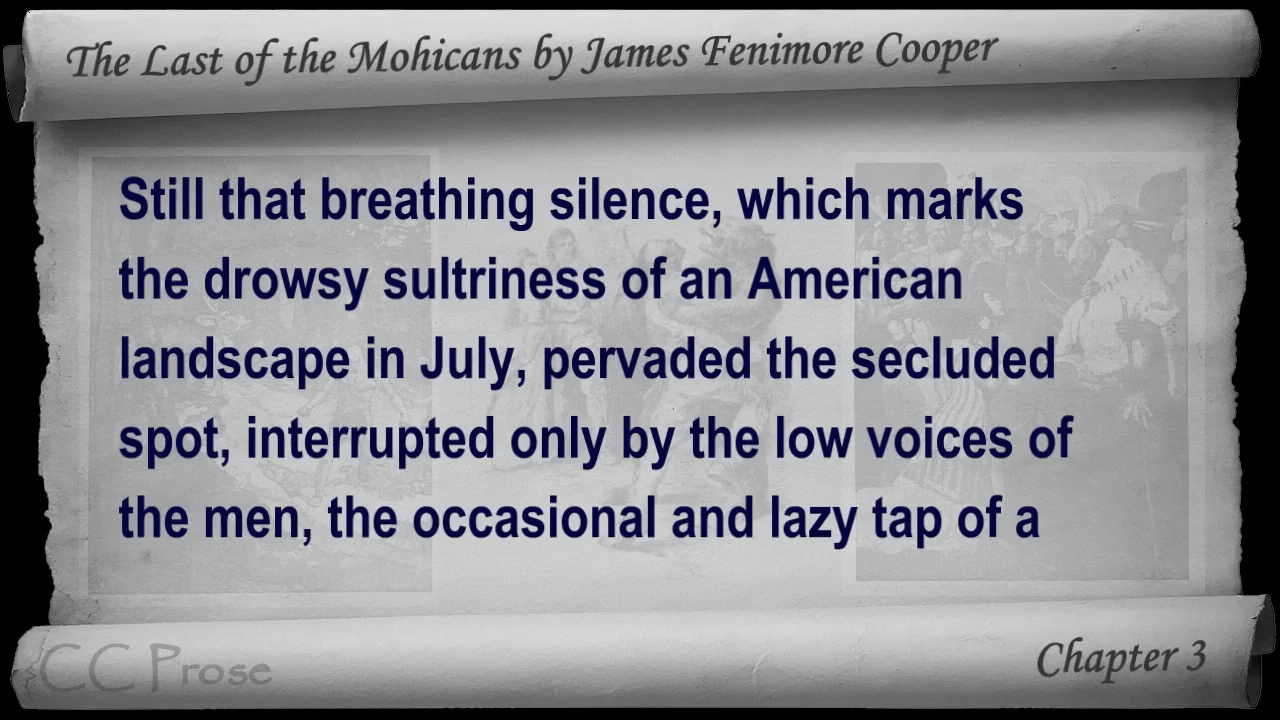 The Last of the Mohicans by James Fenimore Cooper
Still that breathing silence, which marks
the drowsy sultriness of an American
landscape in July, pervaded the secluded
spot, interrupted only by the low voices of
the men, the occasional and lazy tap of a
CC Prose
Chapter 3